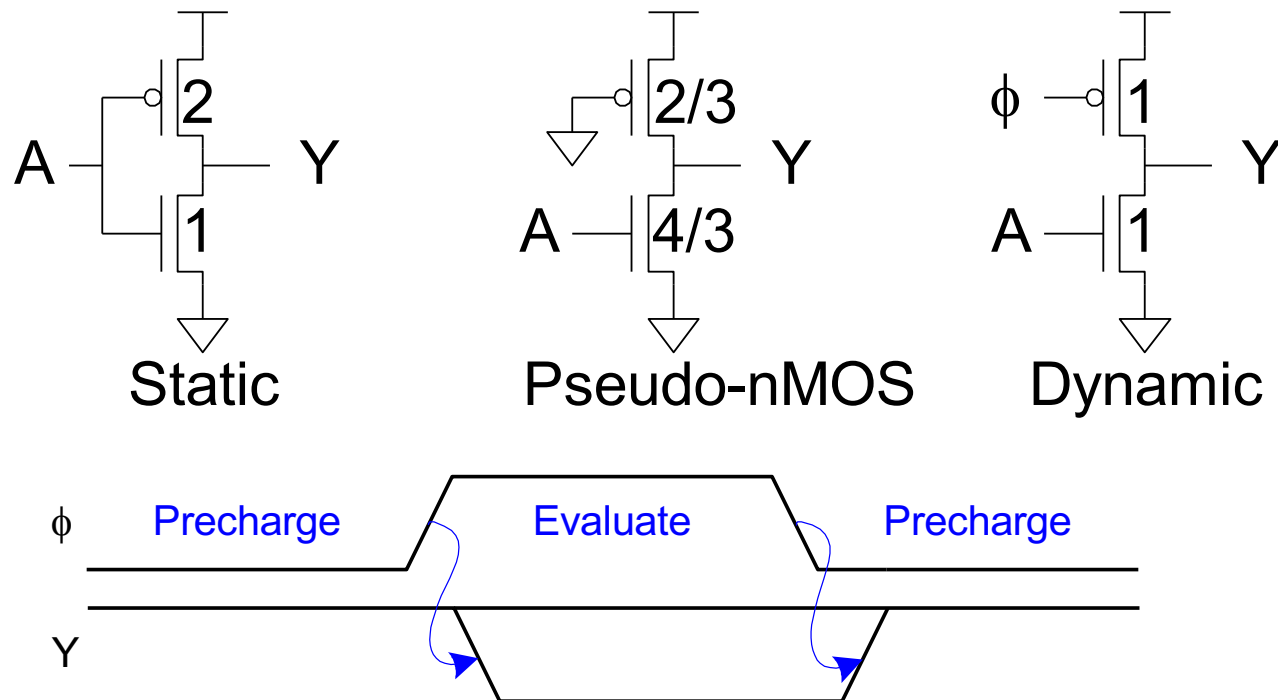 2 2/3 ϕ 1
A Y Y Y
1 A 4/3 A 1
Static Pseudo-nMOS Dynamic
ϕ Precharge Evaluate Precharge
Y